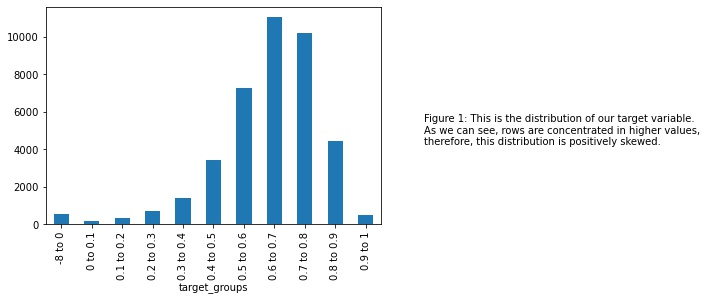 10000
8000
6000
4000
2000
0
-8 to 0
0 to 0.1
0.1 to 0.2
0.2 to 0.3
0.3 to 0.4
0.4 to 0.5
0.5 to 0.6
0.6 to 0.7
0.7 to 0.8
0.8 to 0.9
0.9 to 1
target_groups
Figure 1: This is the distribution of our target variable.
As we can see, rows are concentrated in higher values,
therefore, this distribution is positively skewed.